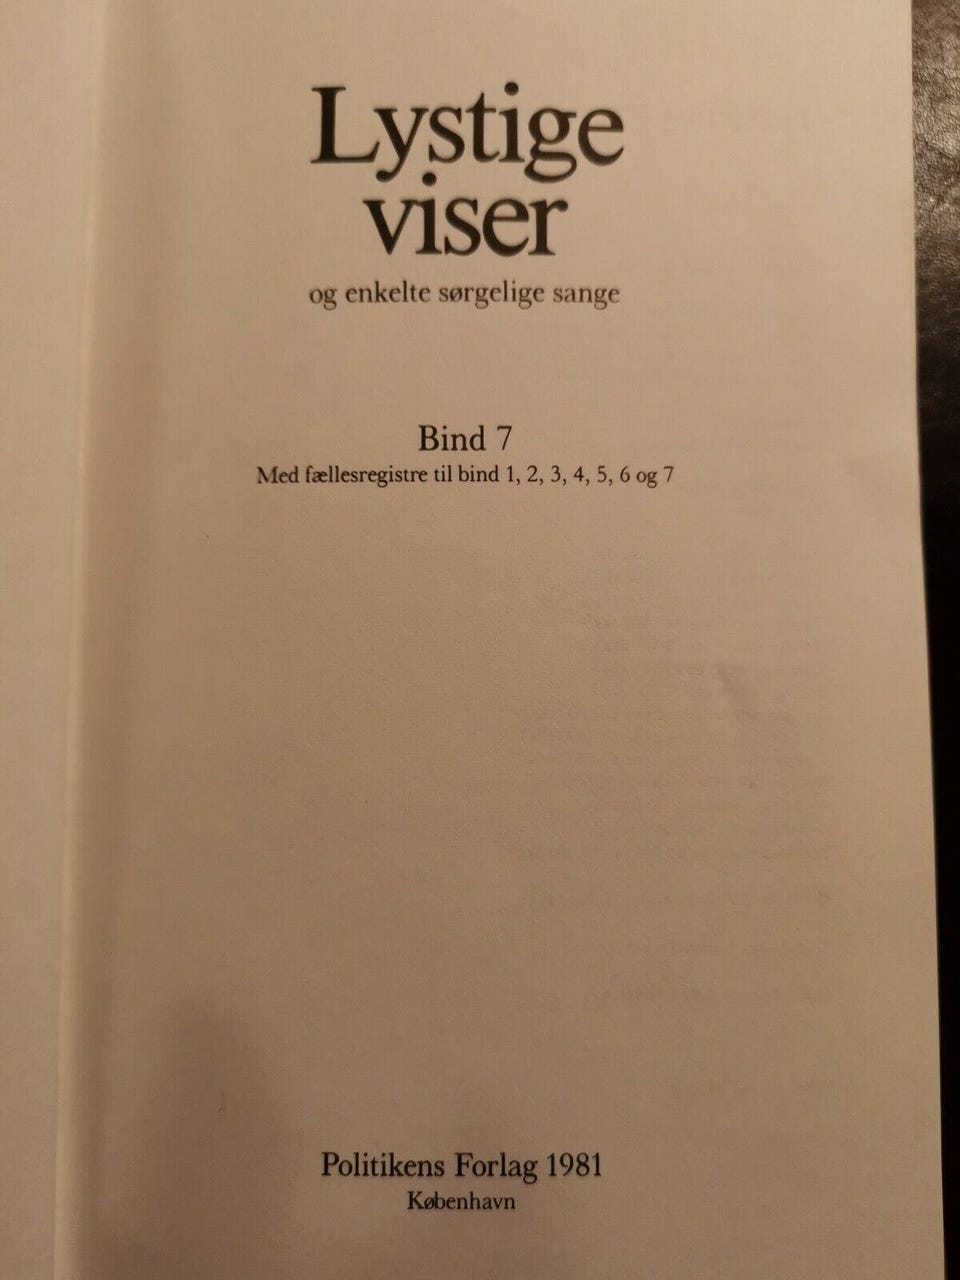 Lystige
viser
og enkelte sørgelige sange
Bind 7
Med fællesregistre til bind 1, 2, 3, 4, 5, 6 og 7
Politikens Forlag 1981
København